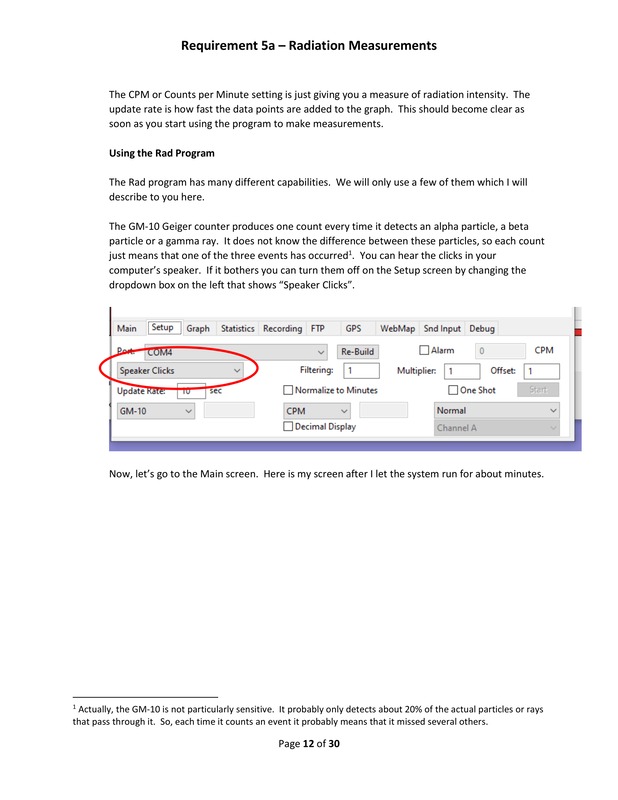 Requirement 5a – Radiation Measurements
The CPM or Counts per Minute setting is just giving you a measure of radiation intensity.  The
update rate is how fast the data points are added to the graph.  This should become clear as
soon as you start using the program to make measurements.
Using the Rad Program
The Rad program has many different capabilities.  We will only use a few of them which I will
describe to you here.
The GM-10 Geiger counter produces one count every time it detects an alpha particle, a beta
particle or a gamma ray.  It does not know the difference between these particles, so each count
just means that one of the three events has occurred1.  You can hear the clicks in your
computer's speaker.  If it bothers you can turn them off on the Setup screen by changing the
dropdown box on the left that shows “Speaker Clicks”.
Main Setup Graph Statistics Recording FTP GPS WebMap Snd Input Debug
Port: COM4 Re-Build Alarm 0 CPM
Speaker Clicks Filtering: 1 Multiplier: 1 Offset: 1
Update Rate: 10 sec Normalize to Minutes One Shot Start
GM-10 CPM Normal
Decimal Display Channel A
Now, let's go to the Main screen.  Here is my screen after I let the system run for about minutes.
1 Actually, the GM-10 is not particularly sensitive.  It probably only detects about 20% of the actual particles or rays
that pass through it.  So, each time it counts an event it probably means that it missed several others.
Page 12 of 30